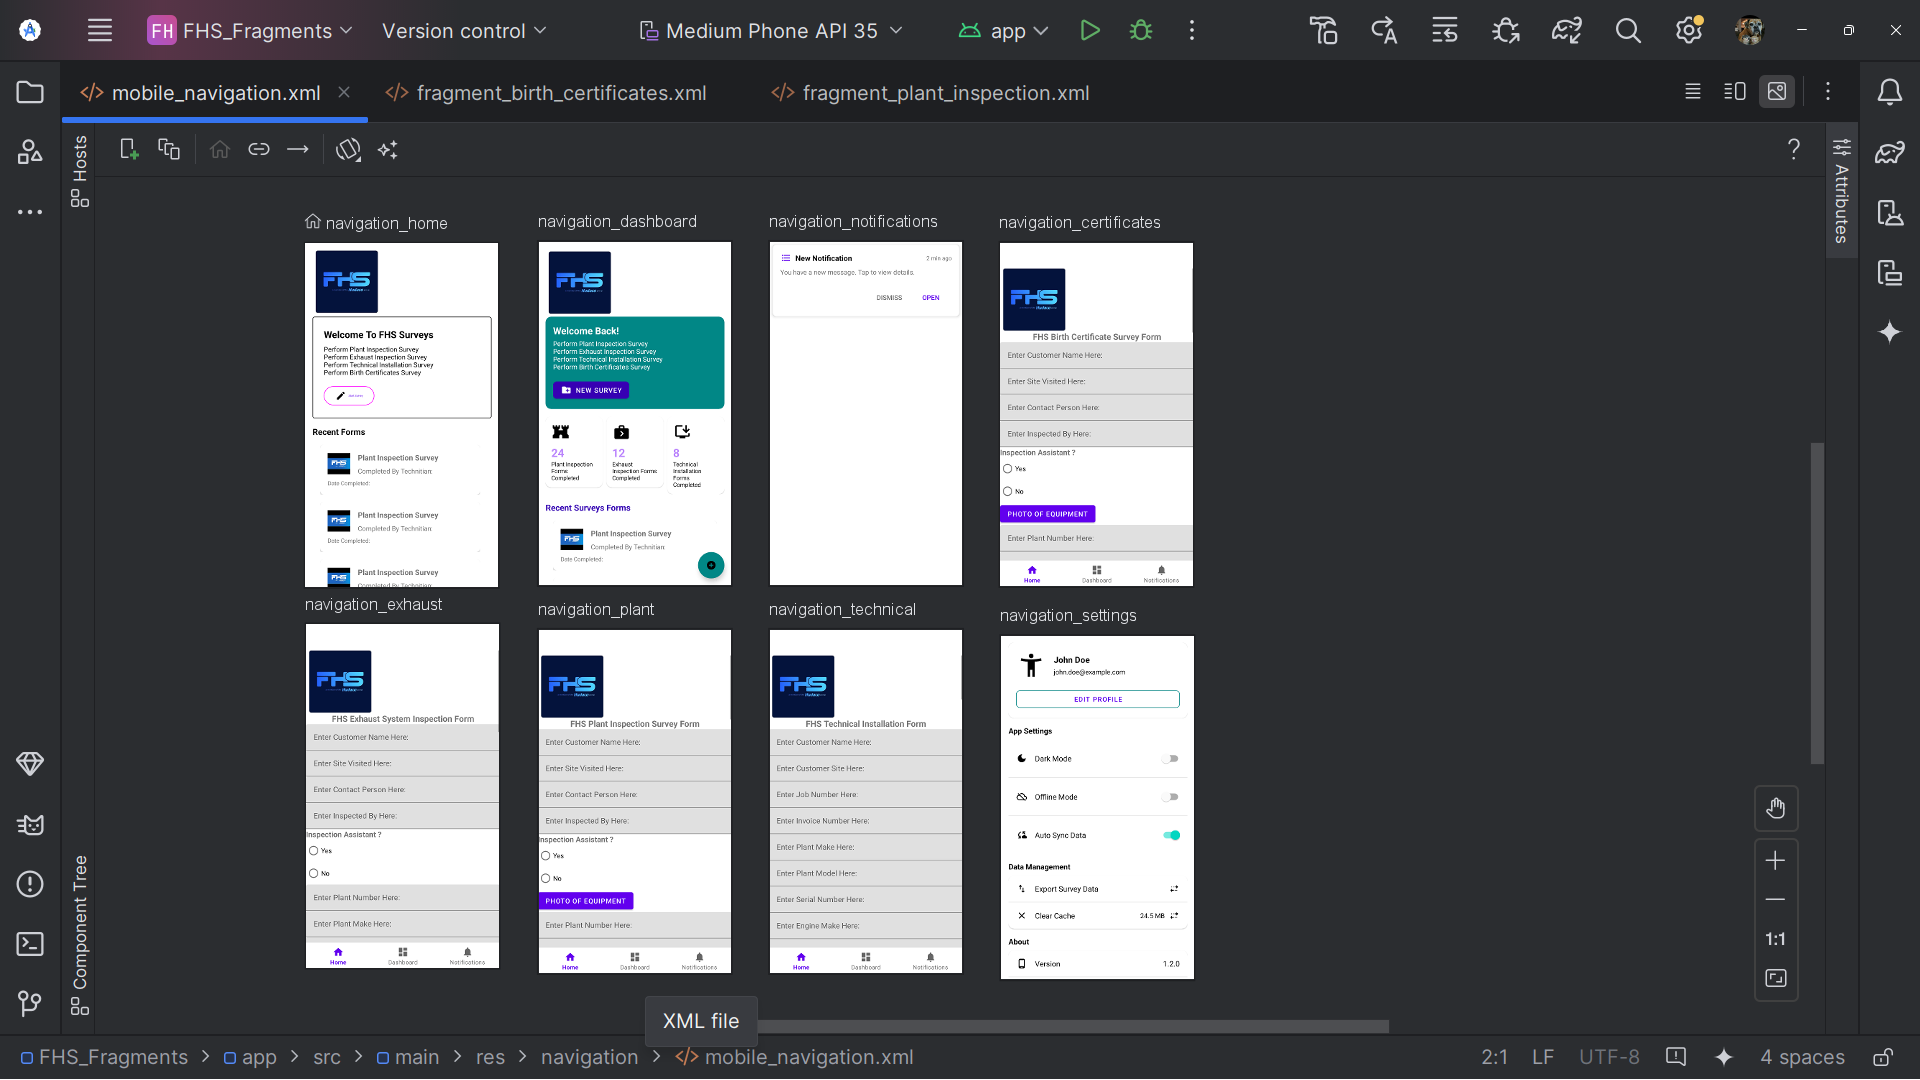 FH FHS_Fragments Version control Medium Phone API 35 app
mobile_navigation.xml fragment_birth_certificates.xml fragment_plant_inspection.xml
Hosts
Attributes
Component Tree
navigation_home
FHS
Welcome To FHS Surveys
Perform Plant Inspection Survey
Perform Exhaust Inspection Survey
Perform Technical Installation Survey
Perform Birth Certificates Survey
Recent Forms
FHS Plant Inspection Survey
Completed By Technitian:
Date Completed:
FHS Plant Inspection Survey
Completed By Technitian:
Date Completed:
FHS Plant Inspection Survey
Completed By Technitian:
navigation_dashboard
FHS
Welcome Back!
Perform Plant Inspection Survey
Perform Exhaust Inspection Survey
Perform Technical Installation Survey
Perform Birth Certificates Survey
NEW SURVEY
24
Plant Inspection
Forms
Completed
12
Exhaust
Inspection Forms
Completed
8
Technical
Installation
Forms
Completed
Recent Surveys Forms
FHS Plant Inspection Survey
Completed By Technitian:
Date Completed:
navigation_notifications
New Notification 2 min ago
You have a new message. Tap to view details.
DISMISS OPEN
navigation_certificates
FHS
FHS Birth Certificate Survey Form
Enter Customer Name Here:
Enter Site Visited Here:
Enter Contact Person Here:
Enter Inspected By Here:
Inspection Assistant ?
Yes
No
PHOTO OF EQUIPMENT
Enter Plant Number Here:
Home Dashboard Notifications
navigation_exhaust
FHS
FHS Exhaust System Inspection Form
Enter Customer Name Here:
Enter Site Visited Here:
Enter Contact Person Here:
Enter Inspected By Here:
Inspection Assistant ?
Yes
No
Enter Plant Number Here:
Enter Plant Make Here:
Home Dashboard Notifications
navigation_plant
FHS
FHS Plant Inspection Survey Form
Enter Customer Name Here:
Enter Site Visited Here:
Enter Contact Person Here:
Enter Inspected By Here:
Inspection Assistant ?
Yes
No
PHOTO OF EQUIPMENT
Enter Plant Number Here:
Home Dashboard Notifications
navigation_technical
FHS
FHS Technical Installation Form
Enter Customer Name Here:
Enter Customer Site Here:
Enter Job Number Here:
Enter Invoice Number Here:
Enter Plant Make Here:
Enter Plant Model Here:
Enter Serial Number Here:
Enter Engine Make Here:
Home Dashboard Notifications
navigation_settings
John Doe
john.doe@example.com
EDIT PROFILE
App Settings
Dark Mode
Offline Mode
Auto Sync Data
Data Management
Export Survey Data
Clear Cache 24.5 MB
About
Version 1.2.0
1:1
XML file
FHS_Fragments > app > src > main > res > navigation > mobile_navigation.xml 2:1 LF UTF-8 4 spaces